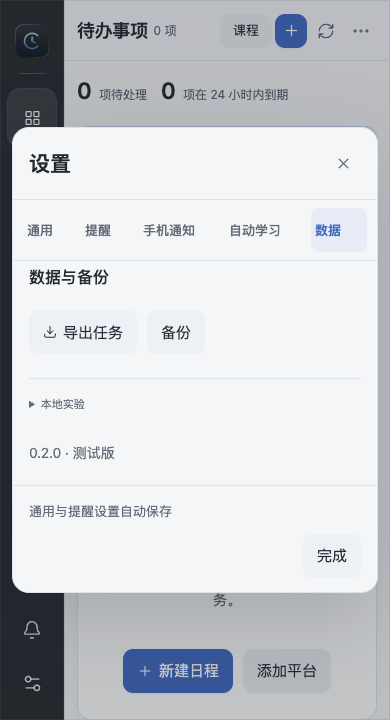 待办事项 0 项
课程
0 项待处理 0 项在 24 小时内到期
设置
通用 提醒 手机通知 自动学习 数据
数据与备份
导出任务 备份
本地实验
0.2.0 · 测试版
通用与提醒设置自动保存
完成
务。
新建日程 添加平台